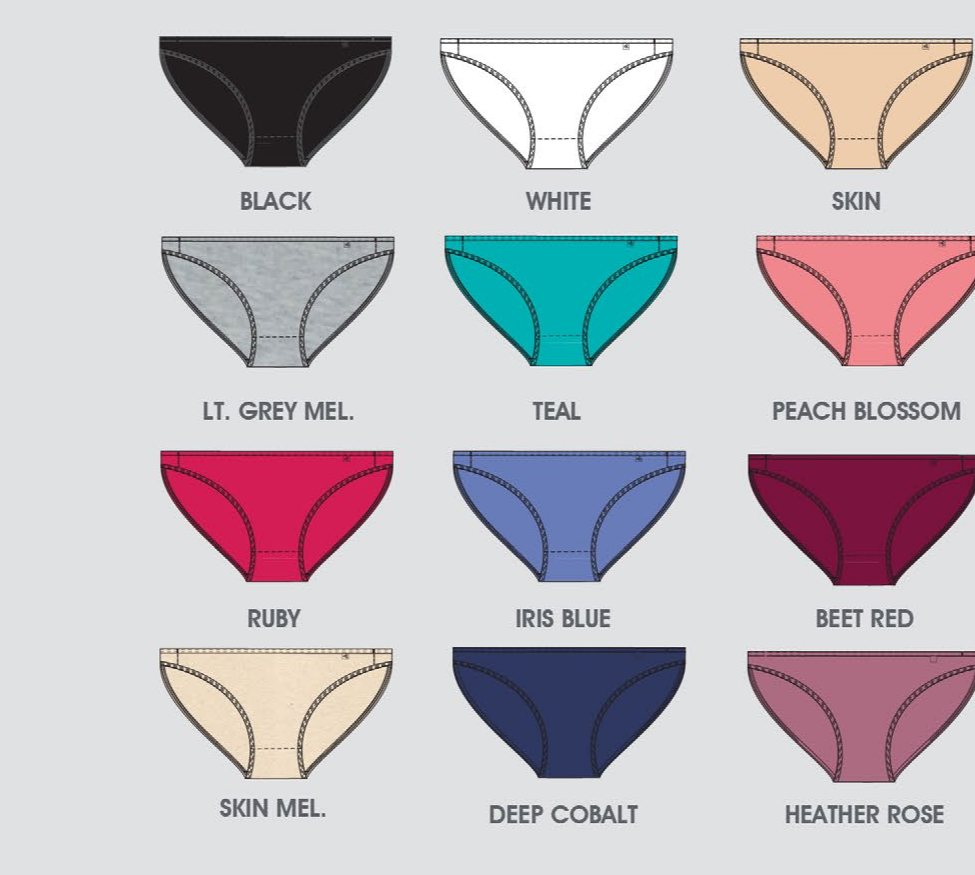 BLACK
WHITE
SKIN
LT. GREY MEL.
TEAL
PEACH BLOSSOM
RUBY
IRIS BLUE
BEET RED
SKIN MEL.
DEEP COBALT
HEATHER ROSE